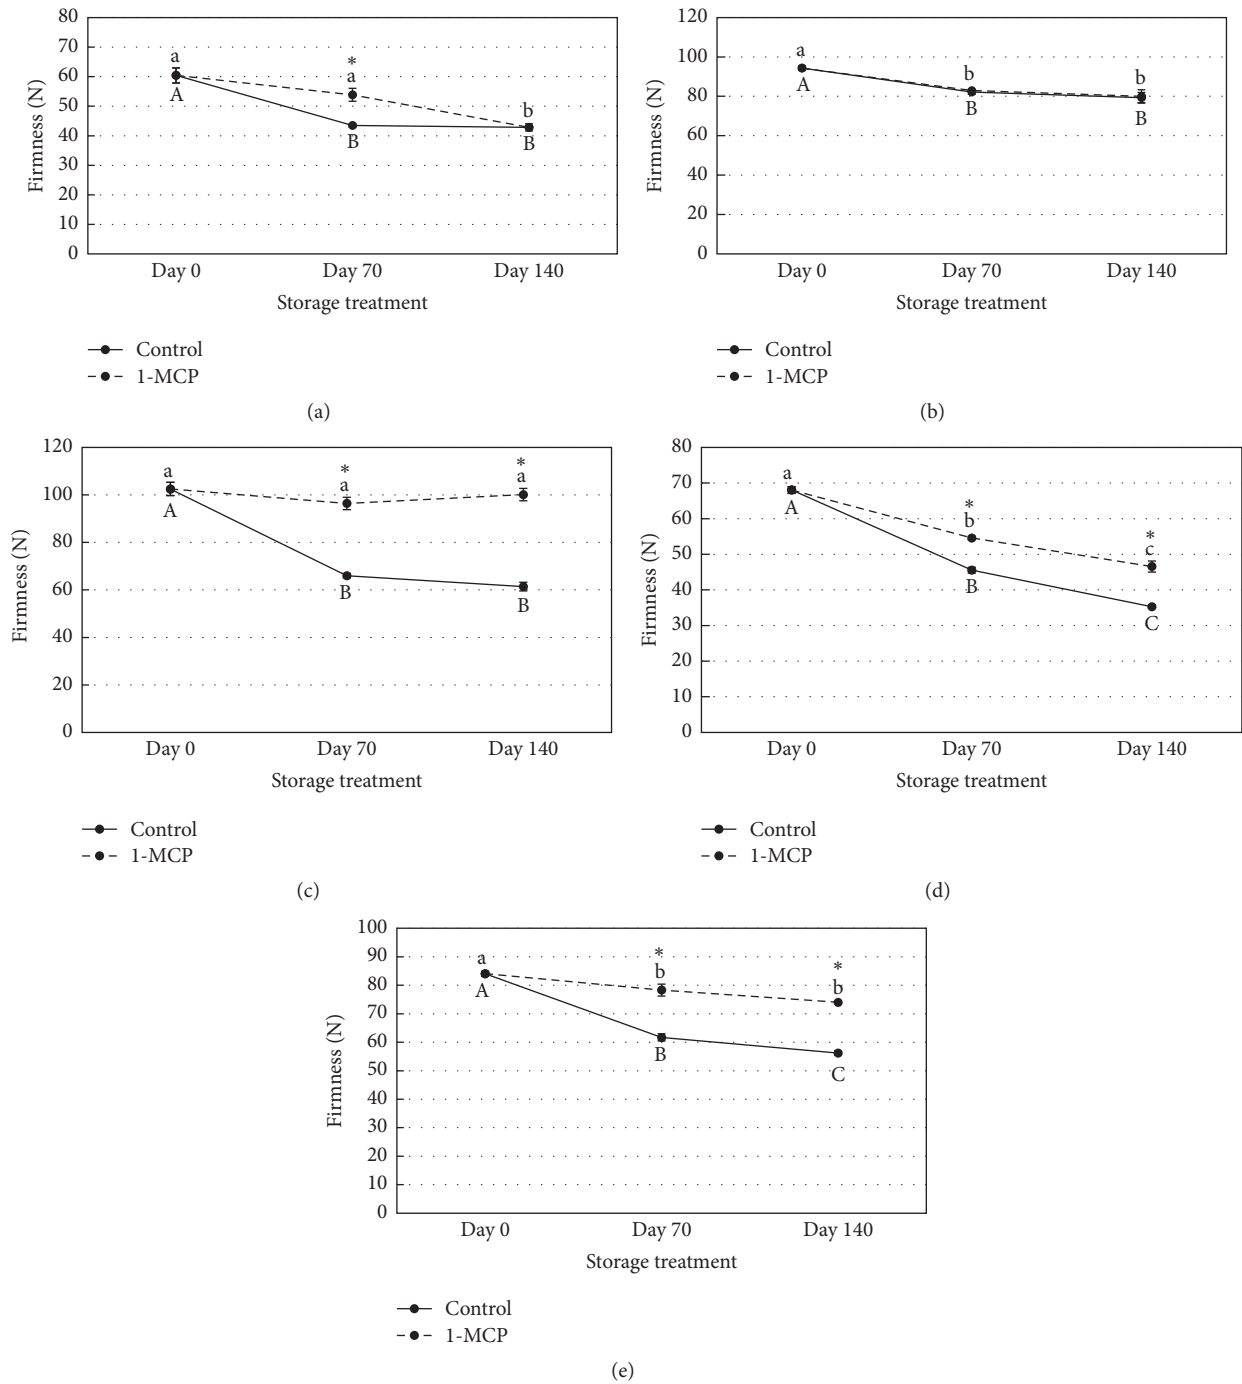 80
70
60
50
40
30
20
10
0
Firmness (N)
a
A
*
a
B
b
B
Day 0 Day 70 Day 140
Storage treatment
Control
1-MCP
(a)
120
100
80
60
40
20
0
Firmness (N)
a
A
b
B
b
B
Day 0 Day 70 Day 140
Storage treatment
Control
1-MCP
(b)
120
100
80
60
40
20
0
Firmness (N)
a
A
*
a
B
*
a
B
Day 0 Day 70 Day 140
Storage treatment
Control
1-MCP
(c)
80
70
60
50
40
30
20
10
0
Firmness (N)
a
A
*
b
B
*
c
C
Day 0 Day 70 Day 140
Storage treatment
Control
1-MCP
(d)
100
90
80
70
60
50
40
30
20
10
0
Firmness (N)
a
A
*
b
B
*
b
C
Day 0 Day 70 Day 140
Storage treatment
Control
1-MCP
(e)